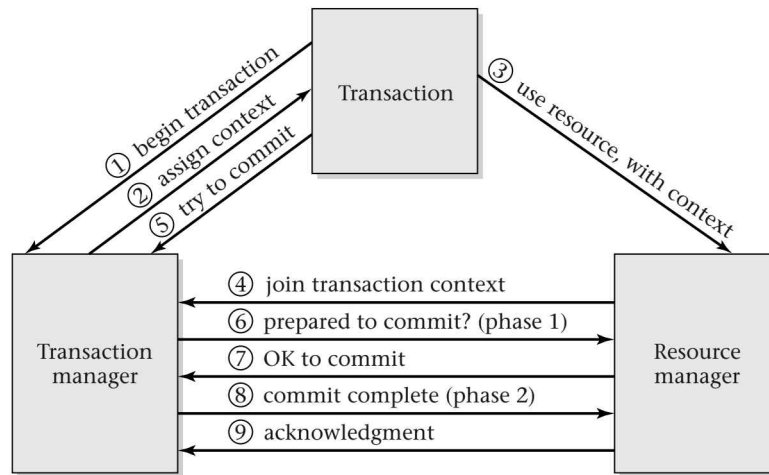 Transaction
① begin transaction
② assign context
⑤ try to commit
③ use resource, with context
Transaction
manager
④ join transaction context
⑥ prepared to commit? (phase 1)
⑦ OK to commit
⑧ commit complete (phase 2)
⑨ acknowledgment
Resource
manager